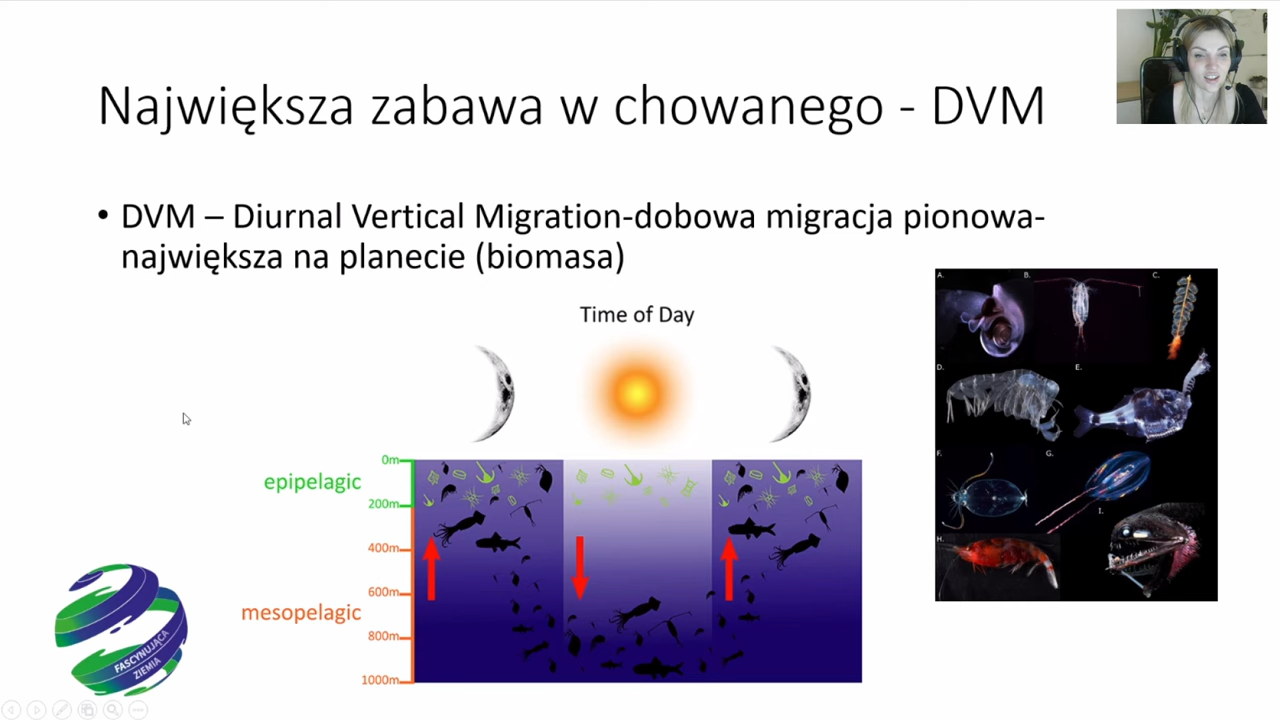 Największa zabawa w chowanego - DVM
• DVM – Diurnal Vertical Migration-dobowa migracja pionowa-
największa na planecie (biomasa)
Time of Day
0m
epipelagic
200m
400m
600m
mesopelagic
800m
1000m
A.
B.
C.
D.
E.
F.
G.
I.
H.
FASCYNUJĄCA
ZIEMIA